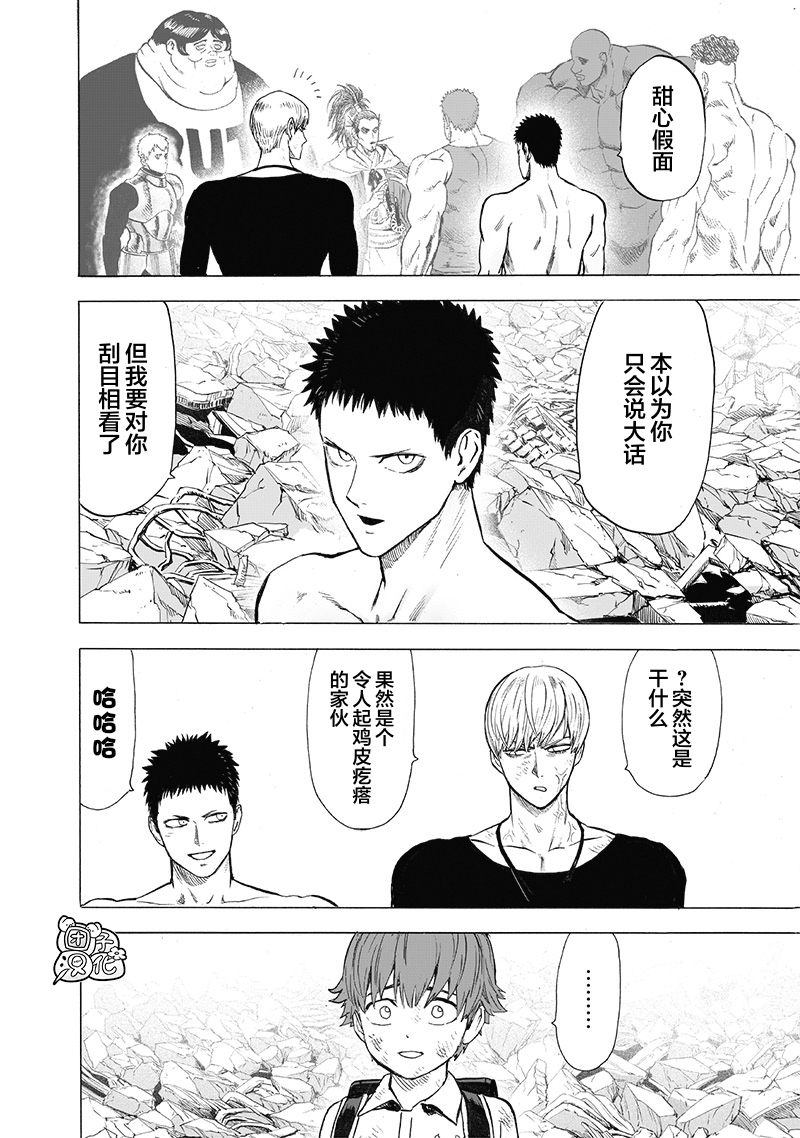 甜心假面
本以为你
只会说大话
但我要对你
刮目相看了
?突然这是
干什么
果然是个
令人起鸡皮疙瘩
的家伙
哈哈哈
………
团子
汉化